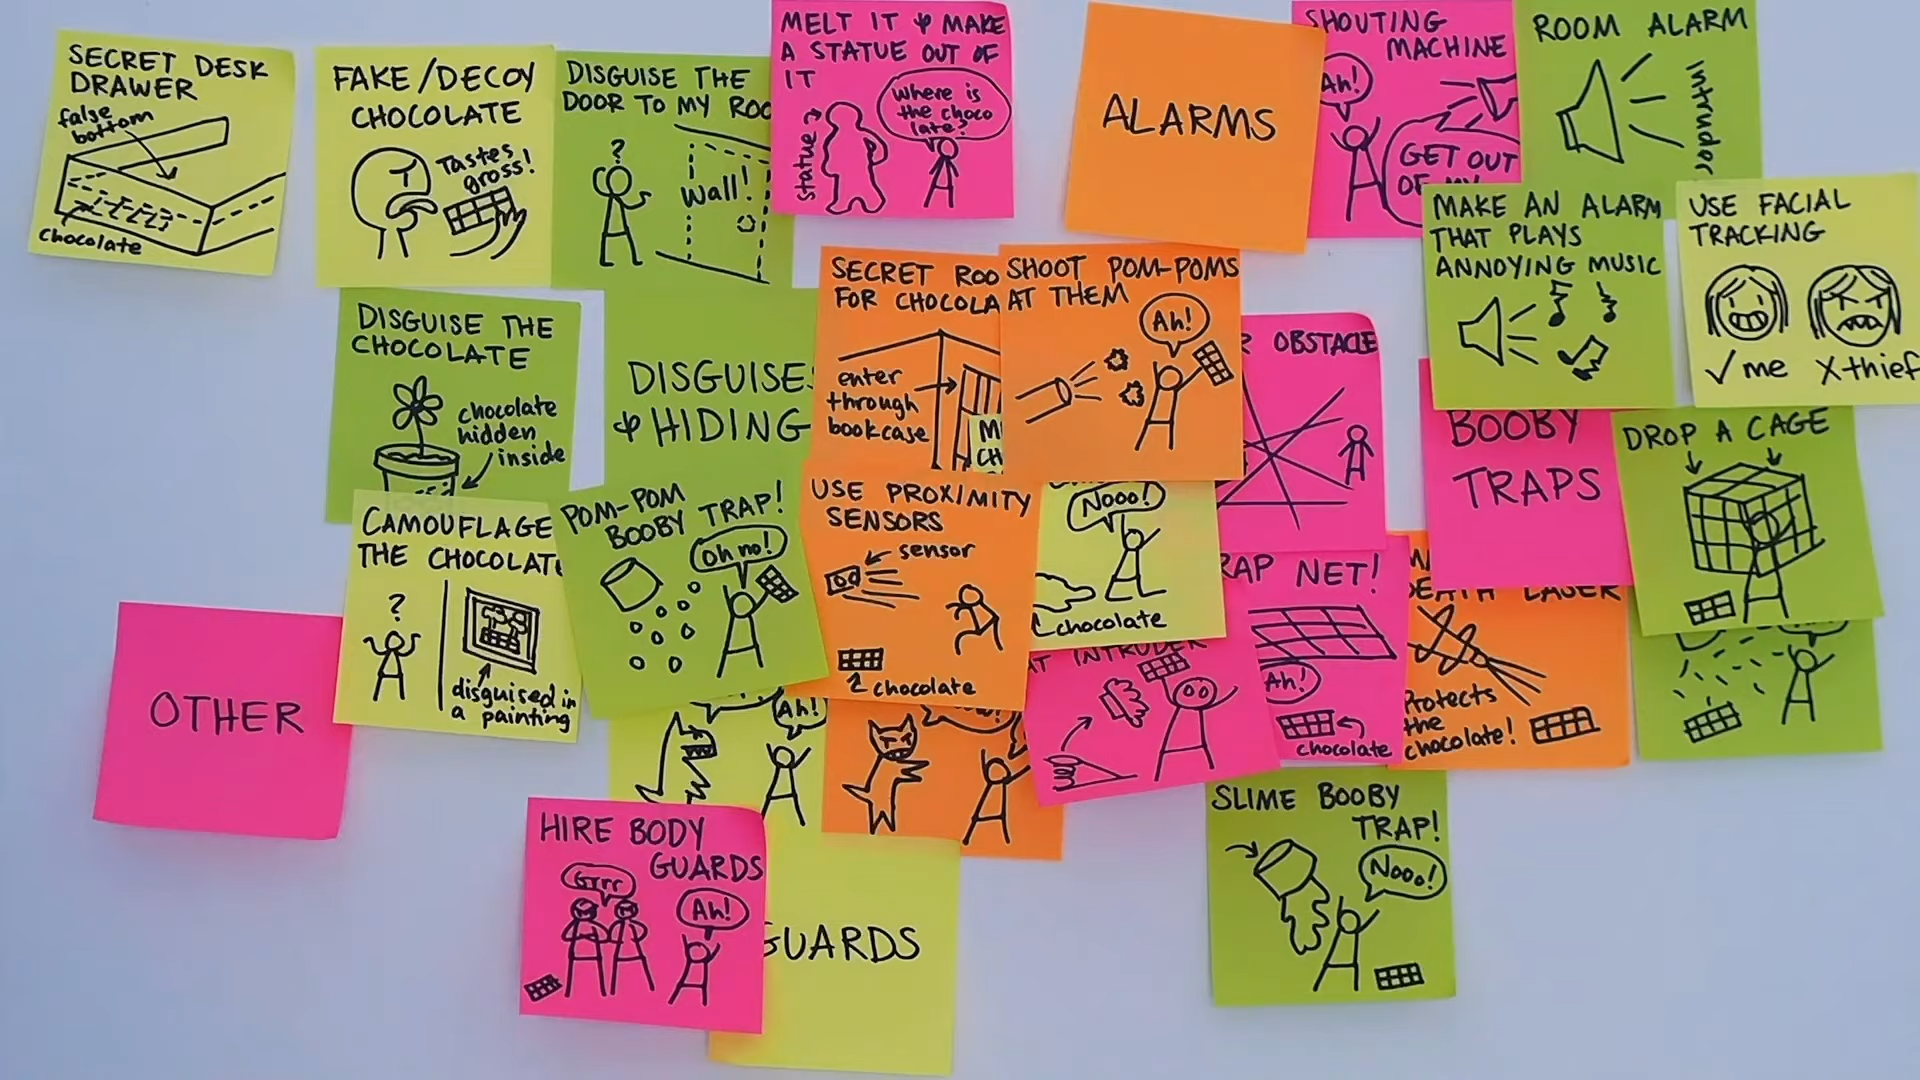 SECRET DESK
DRAWER
false
bottom
chocolate
FAKE/DECOY
CHOCOLATE
Tastes
gross!
DISGUISE THE
DOOR TO MY
?
Wall!
MELT IT & MAKE
A STATUE OUT OF
IT
statue
Where is
the choco
late?
ALARMS
SHOUTING
MACHINE
Ah!
GET OUT
OF
ROOM ALARM
Intruder
MAKE AN ALARM
THAT PLAYS
ANNOYING MUSIC
USE FACIAL
TRACKING
✓ me X thief
DISGUISE THE
CHOCOLATE
chocolate
hidden
inside
DISGUISE
& HIDING
SECRET
FOR
enter
through
bookcase
SHOOT POM-POMS
AT THEM
Ah!
OBSTACLE
BOOBY
TRAPS
DROP A CAGE
CAMOUFLAGE
THE CHOCOLATE
?
disguised in
a painting
POM-POM
BOOBY TRAP!
Oh no!
USE PROXIMITY
SENSORS
sensor
chocolate
Nooo!
chocolate
NET!
Ah!
chocolate
LASER
Protects
the
chocolate!
INTRUDER
OTHER
Ah!
HIRE BODY
GUARDS
Grrr
Ah!
GUARDS
SLIME BOOBY
TRAP!
Nooo!